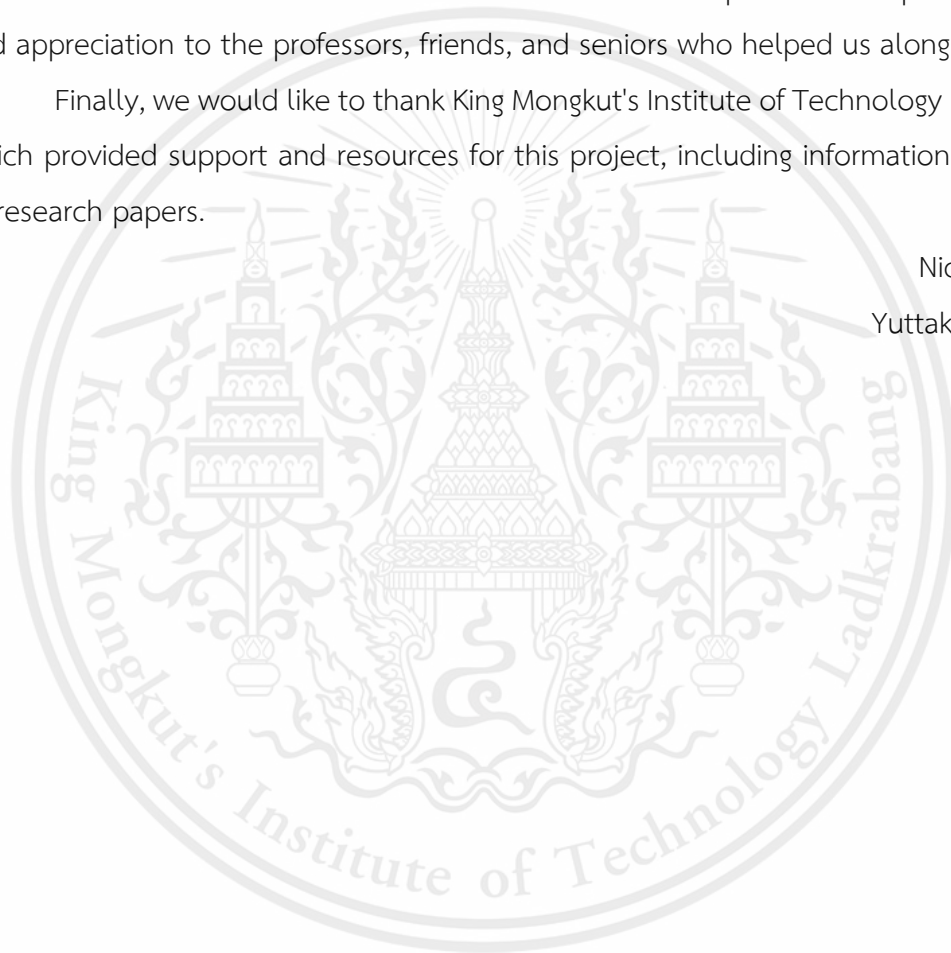 d appreciation to the professors, friends, and seniors who helped us along
Finally, we would like to thank King Mongkut's Institute of Technology
ich provided support and resources for this project, including information
research papers.
Nic
Yuttak
King Mongkut's Institute of Technology Ladkrabang